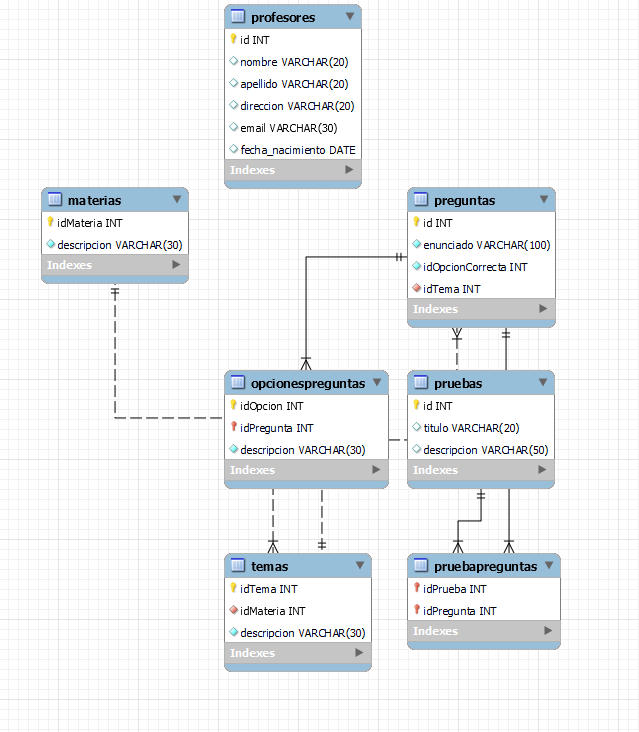 profesores
id INT
nombre VARCHAR(20)
apellido VARCHAR(20)
direccion VARCHAR(20)
email VARCHAR(30)
fecha_nacimiento DATE
Indexes
materias
idMateria INT
descripcion VARCHAR(30)
Indexes
preguntas
id INT
enunciado VARCHAR(100)
idOpcionCorrecta INT
idTema INT
Indexes
opcionespreguntas
idOpcion INT
idPregunta INT
descripcion VARCHAR(30)
Indexes
pruebas
id INT
titulo VARCHAR(20)
descripcion VARCHAR(50)
Indexes
temas
idTema INT
idMateria INT
descripcion VARCHAR(30)
Indexes
pruebapreguntas
idPrueba INT
idPregunta INT
Indexes